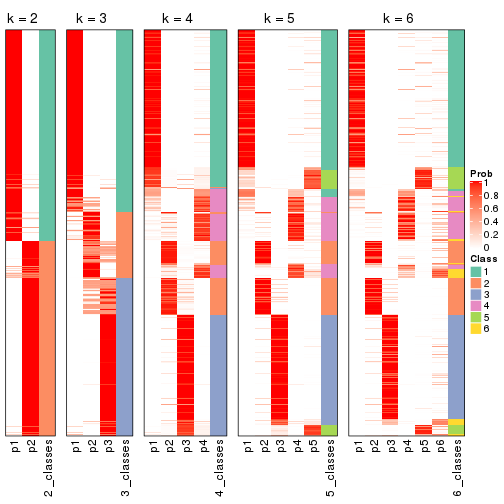 k = 2
k = 3
k = 4
k = 5
k = 6
Prob
1
0.8
0.6
0.4
0.2
0
Class
1
2
3
4
5
6
p1
p2
2_classes
p1
p2
p3
3_classes
p1
p2
p3
p4
4_classes
p1
p2
p3
p4
p5
5_classes
p1
p2
p3
p4
p5
p6
6_classes